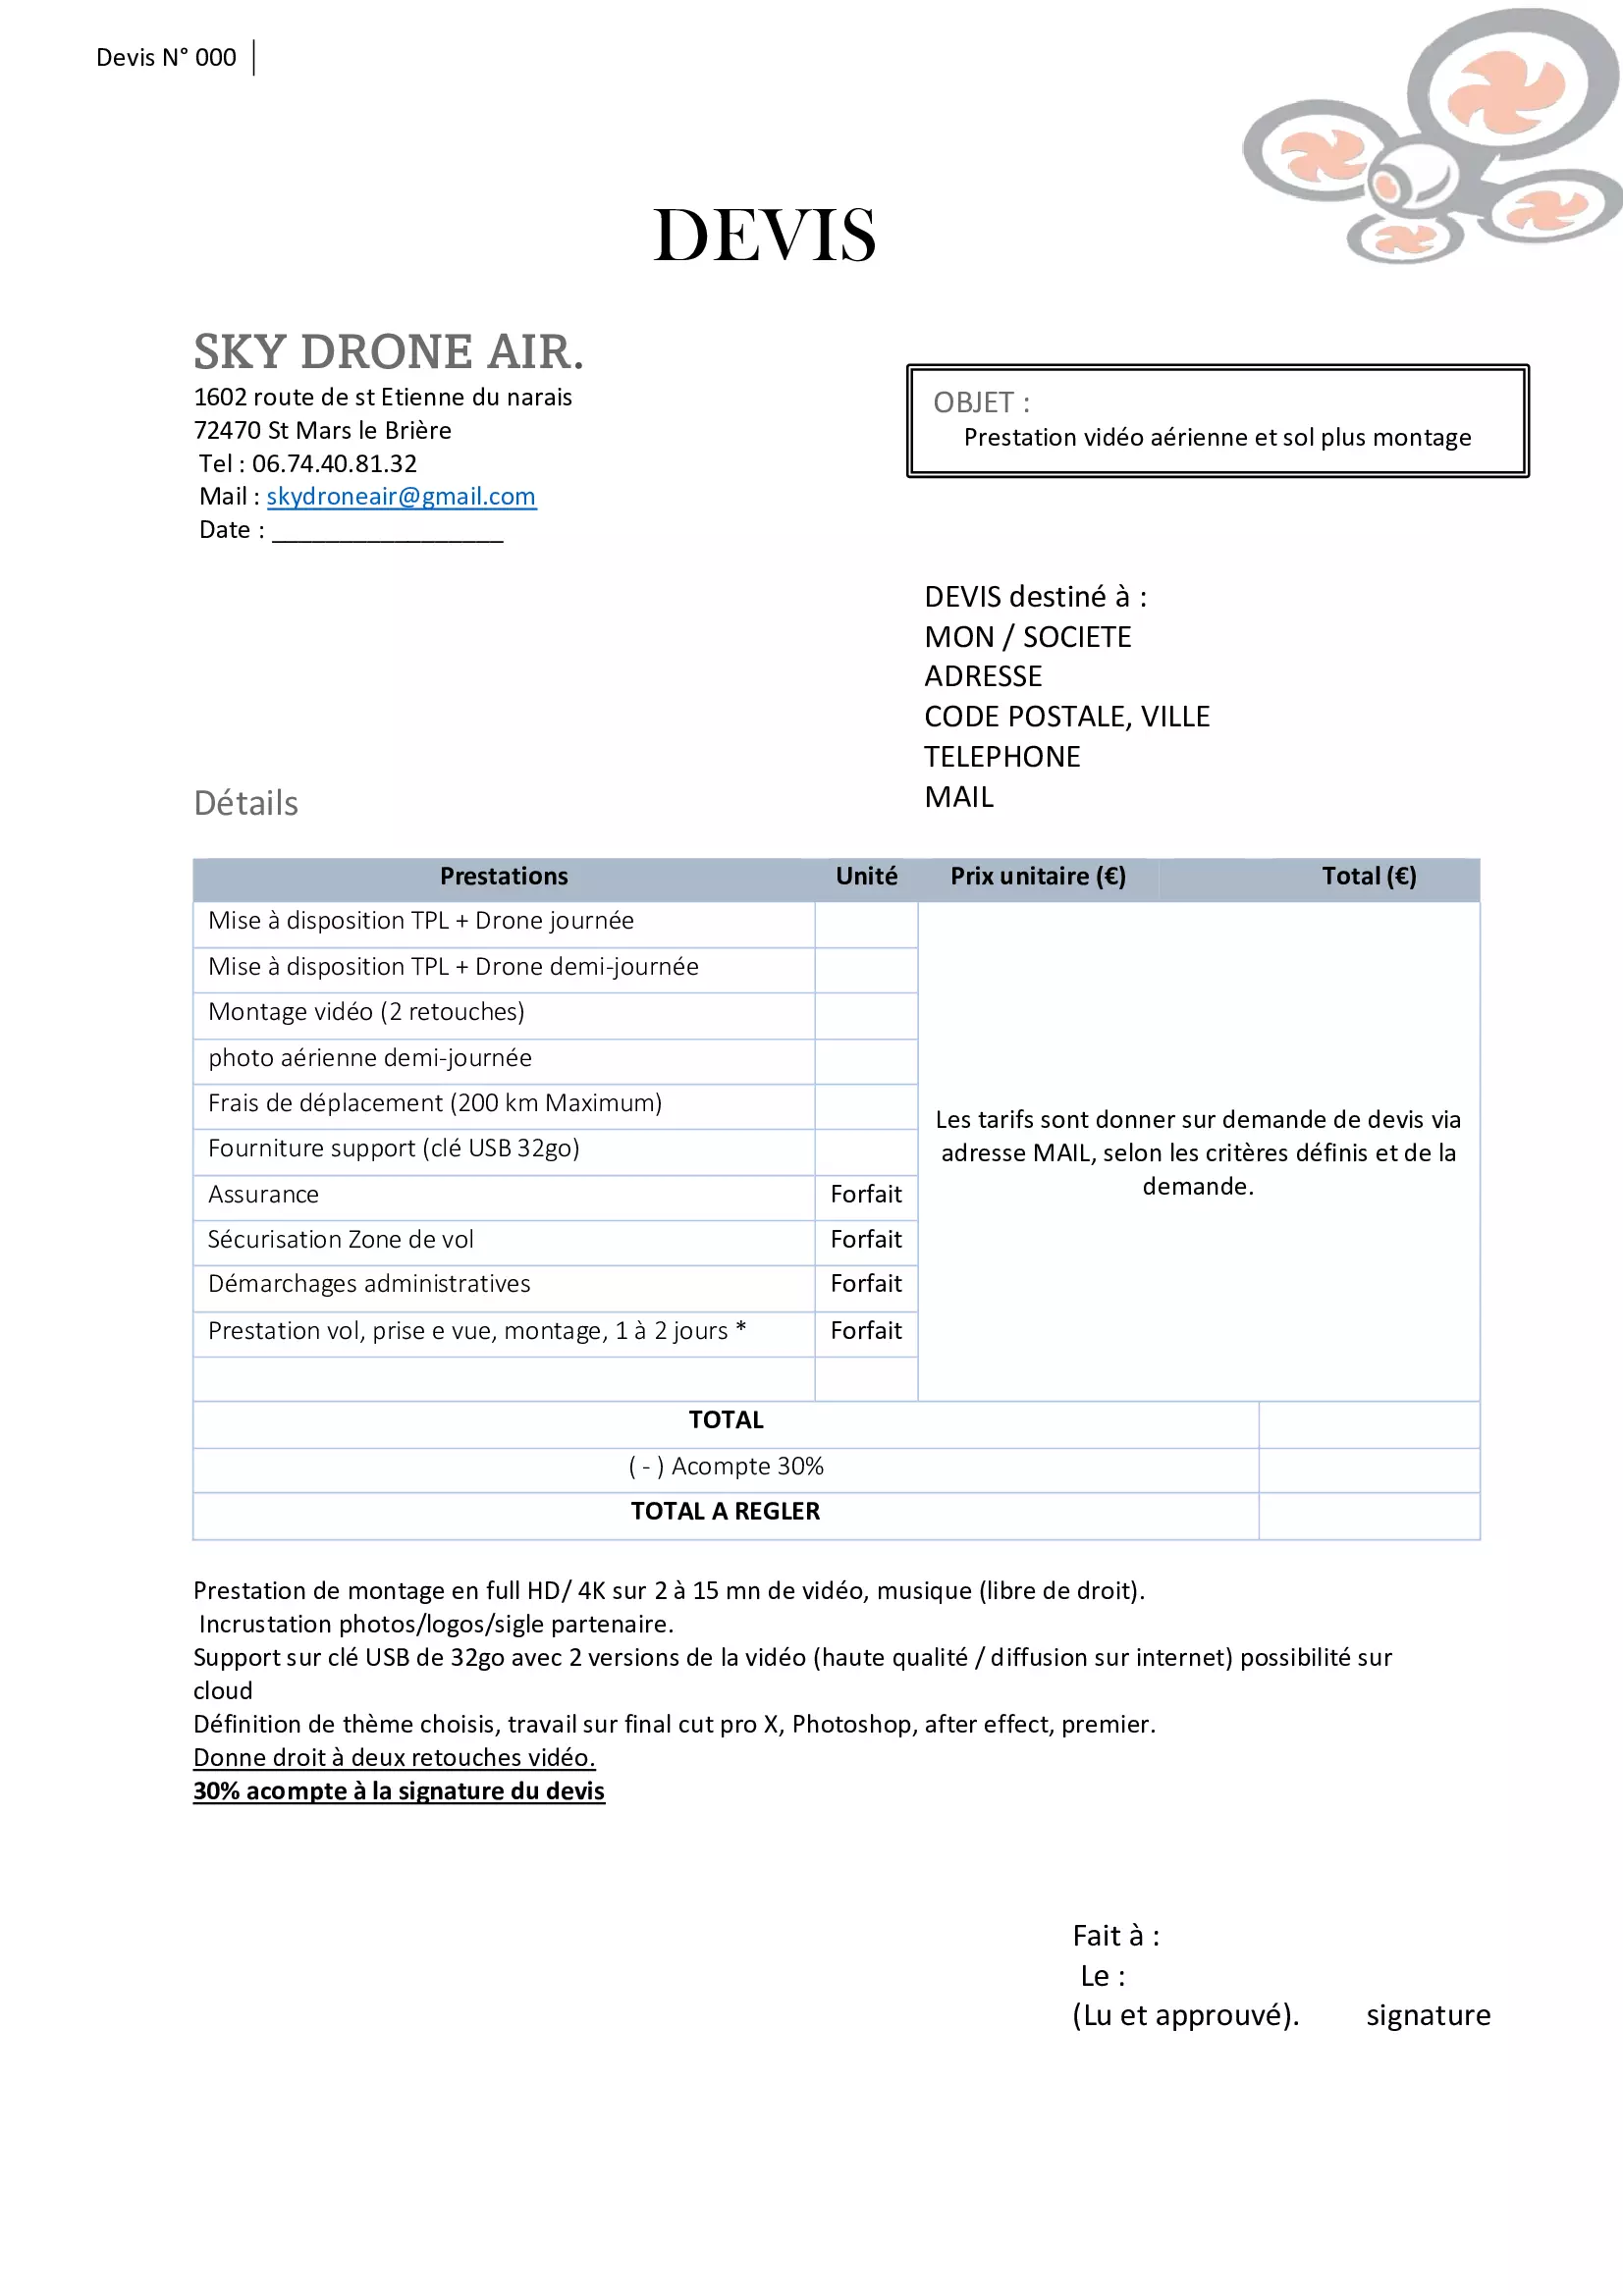 Devis N° 000
DEVIS
SKY DRONE AIR.
1602 route de st Etienne du narais
72470 St Mars le Brière
Tel : 06.74.40.81.32
Mail : skydroneair@gmail.com
Date : _________________
OBJET :
Prestation vidéo aérienne et sol plus montage
DEVIS destiné à :
MON / SOCIETE
ADRESSE
CODE POSTALE, VILLE
TELEPHONE
MAIL
Détails
Prestations Unité Prix unitaire (€) Total (€)
Mise à disposition TPL + Drone journée
Mise à disposition TPL + Drone demi-journée
Montage vidéo (2 retouches)
photo aérienne demi-journée
Frais de déplacement (200 km Maximum)
Fourniture support (clé USB 32go)
Assurance Forfait
Sécurisation Zone de vol Forfait
Démarchages administratives Forfait
Prestation vol, prise e vue, montage, 1 à 2 jours * Forfait
Les tarifs sont donner sur demande de devis via
adresse MAIL, selon les critères définis et de la
demande.
TOTAL
( - ) Acompte 30%
TOTAL A REGLER
Prestation de montage en full HD/ 4K sur 2 à 15 mn de vidéo, musique (libre de droit).
Incrustation photos/logos/sigle partenaire.
Support sur clé USB de 32go avec 2 versions de la vidéo (haute qualité / diffusion sur internet) possibilité sur
cloud
Définition de thème choisis, travail sur final cut pro X, Photoshop, after effect, premier.
Donne droit à deux retouches vidéo.
30% acompte à la signature du devis
Fait à :
Le :
(Lu et approuvé). signature